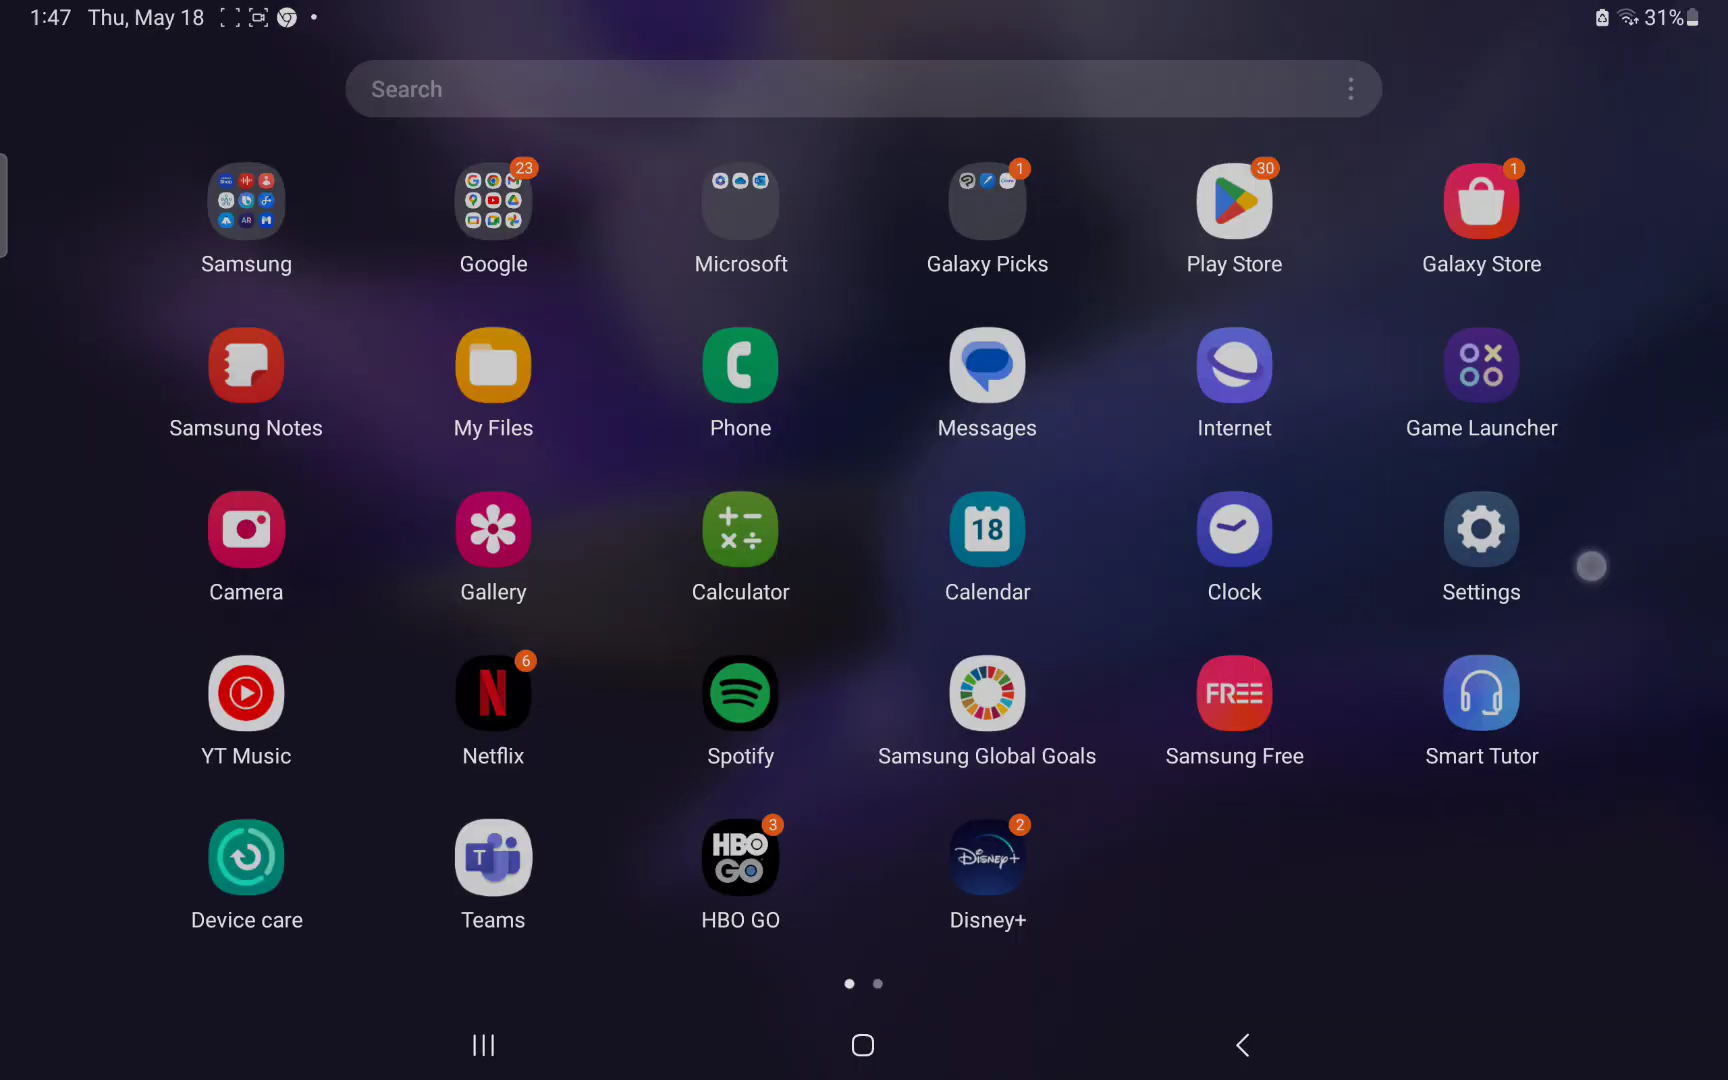 1:47 Thu, May 18
31%
Search
23
1
30
1
Samsung Google Microsoft Galaxy Picks Play Store Galaxy Store
Samsung Notes My Files Phone Messages Internet Game Launcher
18
Camera Gallery Calculator Calendar Clock Settings
6
N
FREE
YT Music Netflix Spotify Samsung Global Goals Samsung Free Smart Tutor
3
2
T
HBO
GO
Disney+
Device care Teams HBO GO Disney+